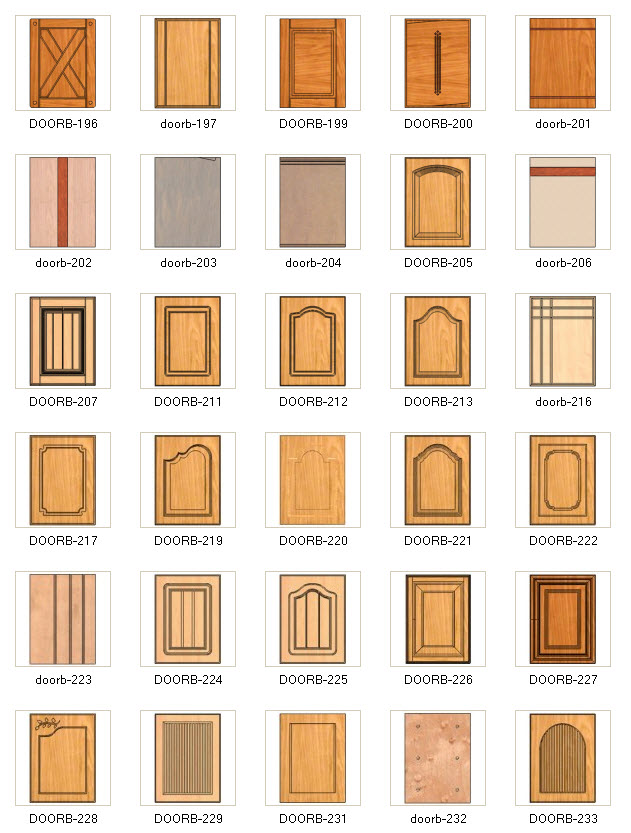 DOORB-196 doorb-197 DOORB-199 DOORB-200 doorb-201
doorb-202 doorb-203 doorb-204 DOORB-205 doorb-206
DOORB-207 DOORB-211 DOORB-212 DOORB-213 doorb-216
DOORB-217 DOORB-219 DOORB-220 DOORB-221 DOORB-222
doorb-223 DOORB-224 DOORB-225 DOORB-226 DOORB-227
DOORB-228 DOORB-229 DOORB-231 doorb-232 DOORB-233